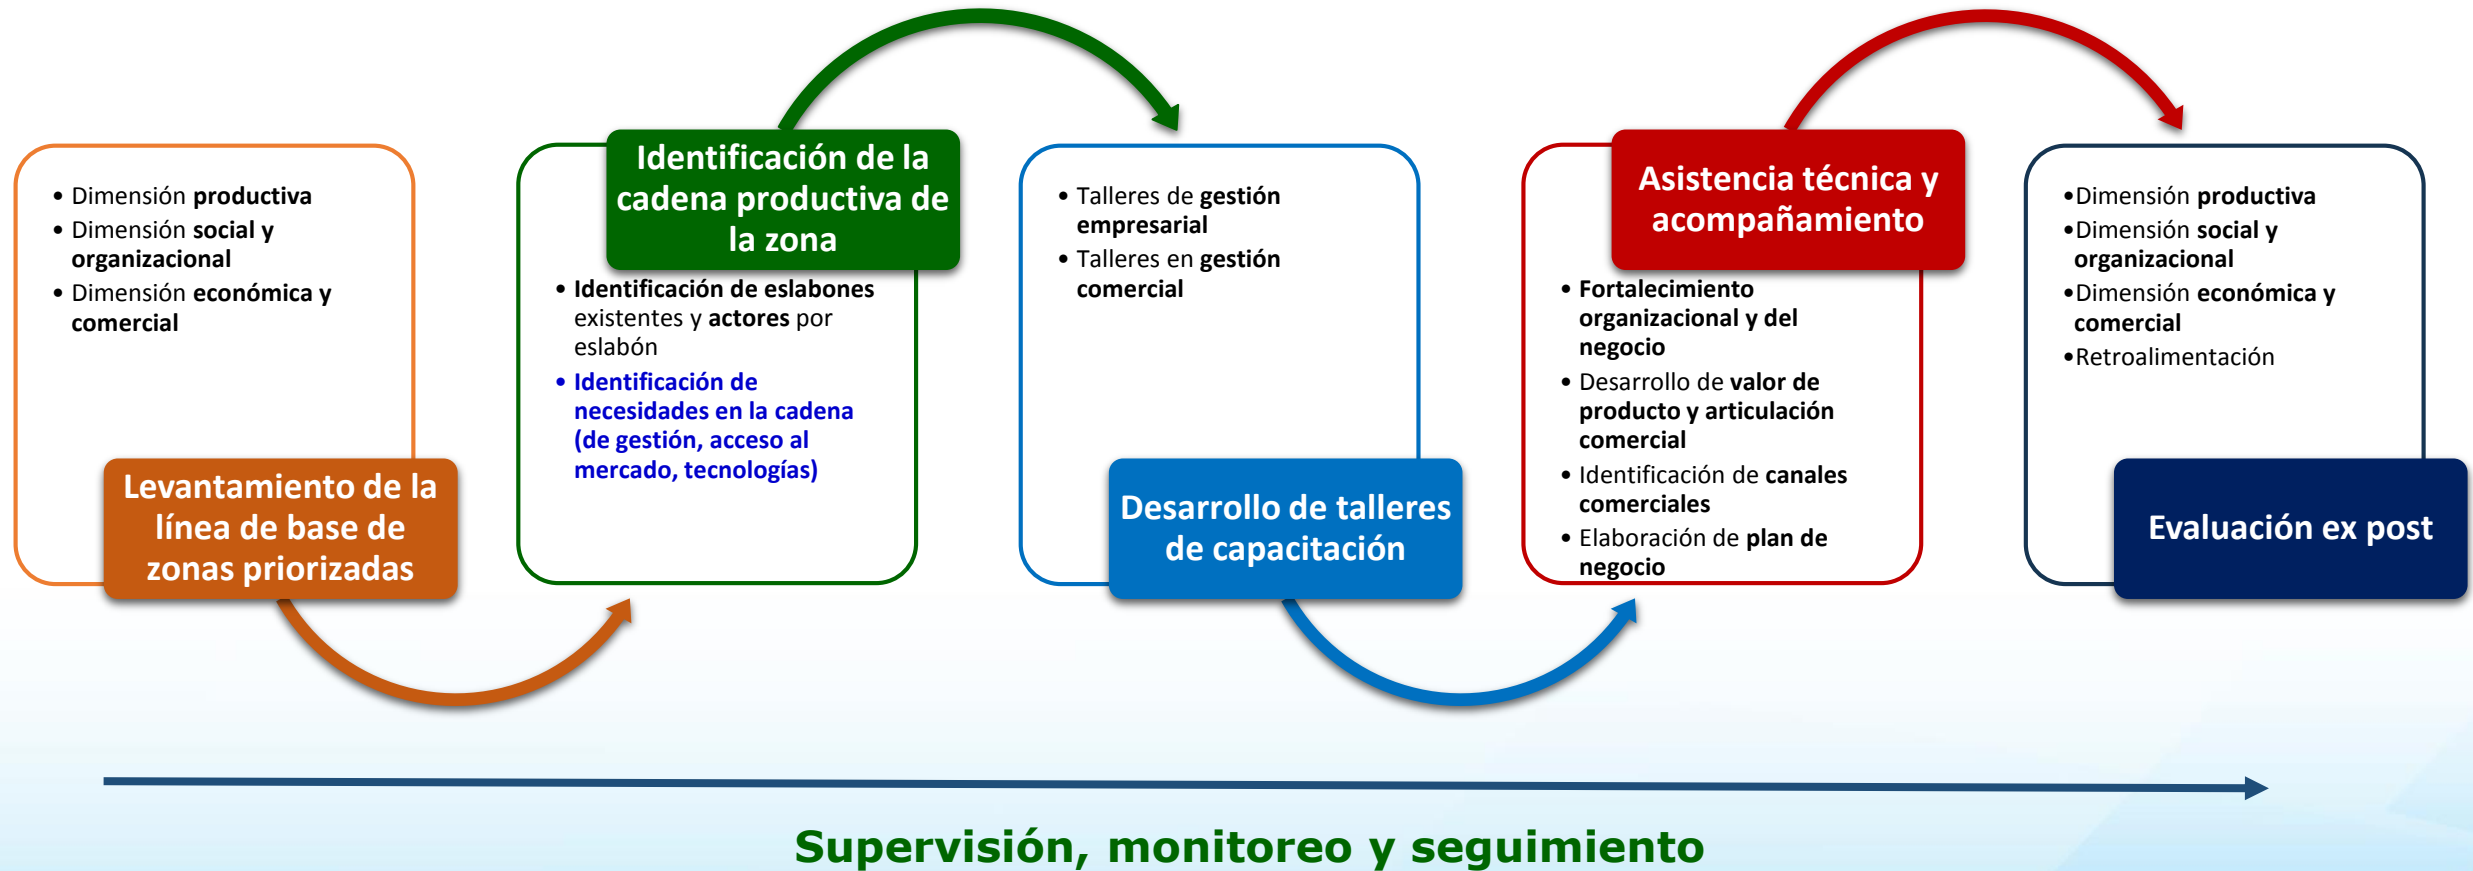 • Dimensión productiva
• Dimensión social y
organizacional
• Dimensión económica y
comercial
Levantamiento de la
línea de base de
zonas priorizadas
Identificación de la
cadena productiva de
la zona
• Identificación de eslabones
existentes y actores por
eslabón
• Identificación de
necesidades en la cadena
(de gestión, acceso al
mercado, tecnologías)
• Talleres de gestión
empresarial
• Talleres en gestión
comercial
Desarrollo de talleres
de capacitación
Asistencia técnica y
acompañamiento
• Fortalecimiento
organizacional y del
negocio
• Desarrollo de valor de
producto y articulación
comercial
• Identificación de canales
comerciales
• Elaboración de plan de
negocio
•Dimensión productiva
•Dimensión social y
organizacional
•Dimensión económica y
comercial
•Retroalimentación
Evaluación ex post
Supervisión, monitoreo y seguimiento